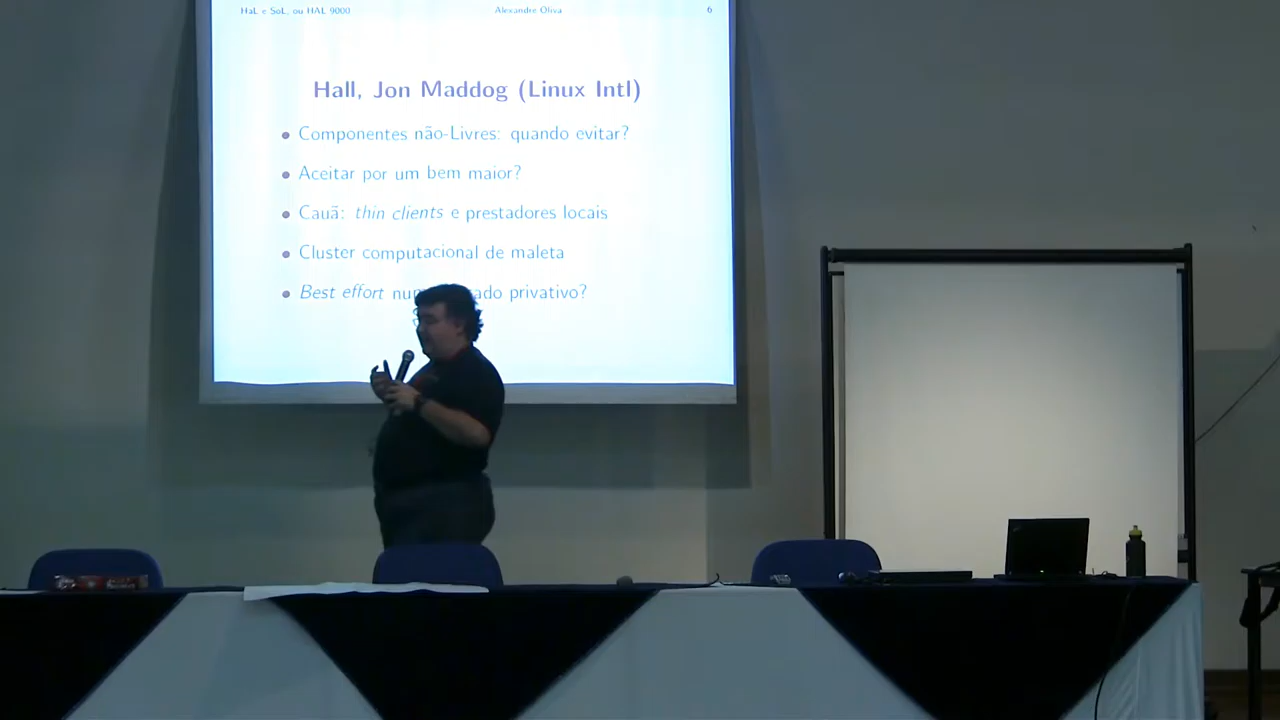 HaL e SoL, ou HAL 9000 Alexandre Oliva 6
Hall, Jon Maddog (Linux Intl)
Componentes não-Livres: quando evitar?
Aceitar por um bem maior?
Cauã: thin clients e prestadores locais
Cluster computacional de maleta
Best effort num ado privativo?